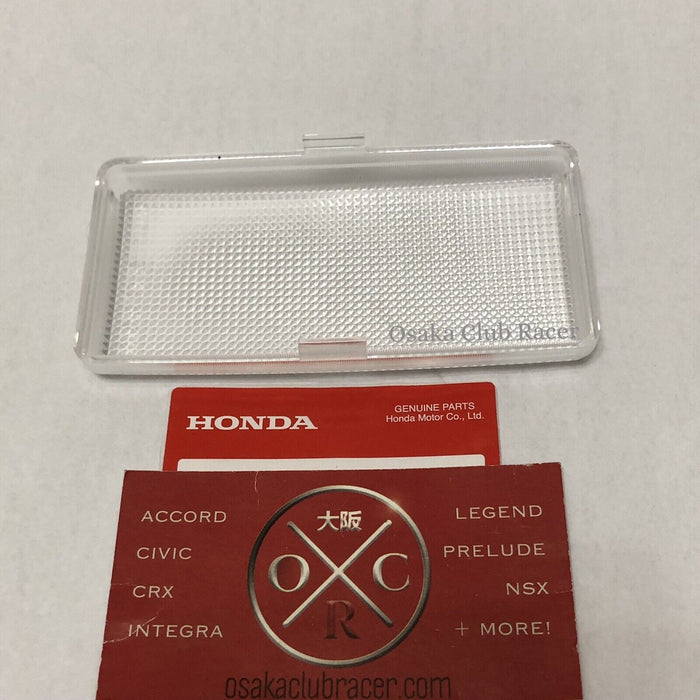 Osaka Club Racer
HONDA
GENUINE PARTS
Honda Motor Co., Ltd.
ACCORD
CIVIC
CRX
INTEGRA
大阪
O C
R
LEGEND
PRELUDE
NSX
+ MORE!
osakaclubracer.com